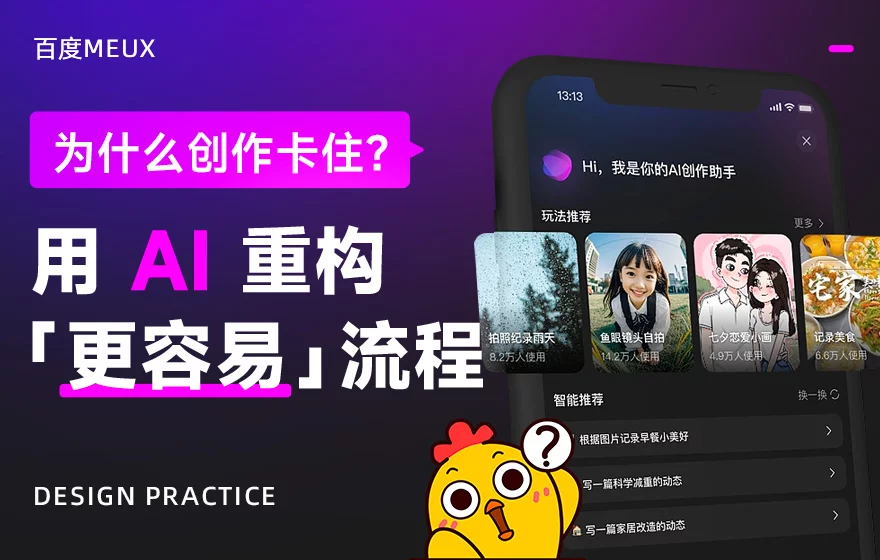 百度MEUX
为什么创作卡住?
用 AI 重构
「更容易」流程
DESIGN PRACTICE
13:13
Hi，我是你的AI创作助手
玩法推荐
更多
拍照纪录雨天
8.2万人使用
鱼眼镜头自拍
14.2万人使用
七夕恋爱小画
4.9万人使用
宅家
记录美食
6.6万人使用
智能推荐
换一换
根据图片记录早餐小美好
写一篇科学减重的动态
写一篇家居改造的动态
?